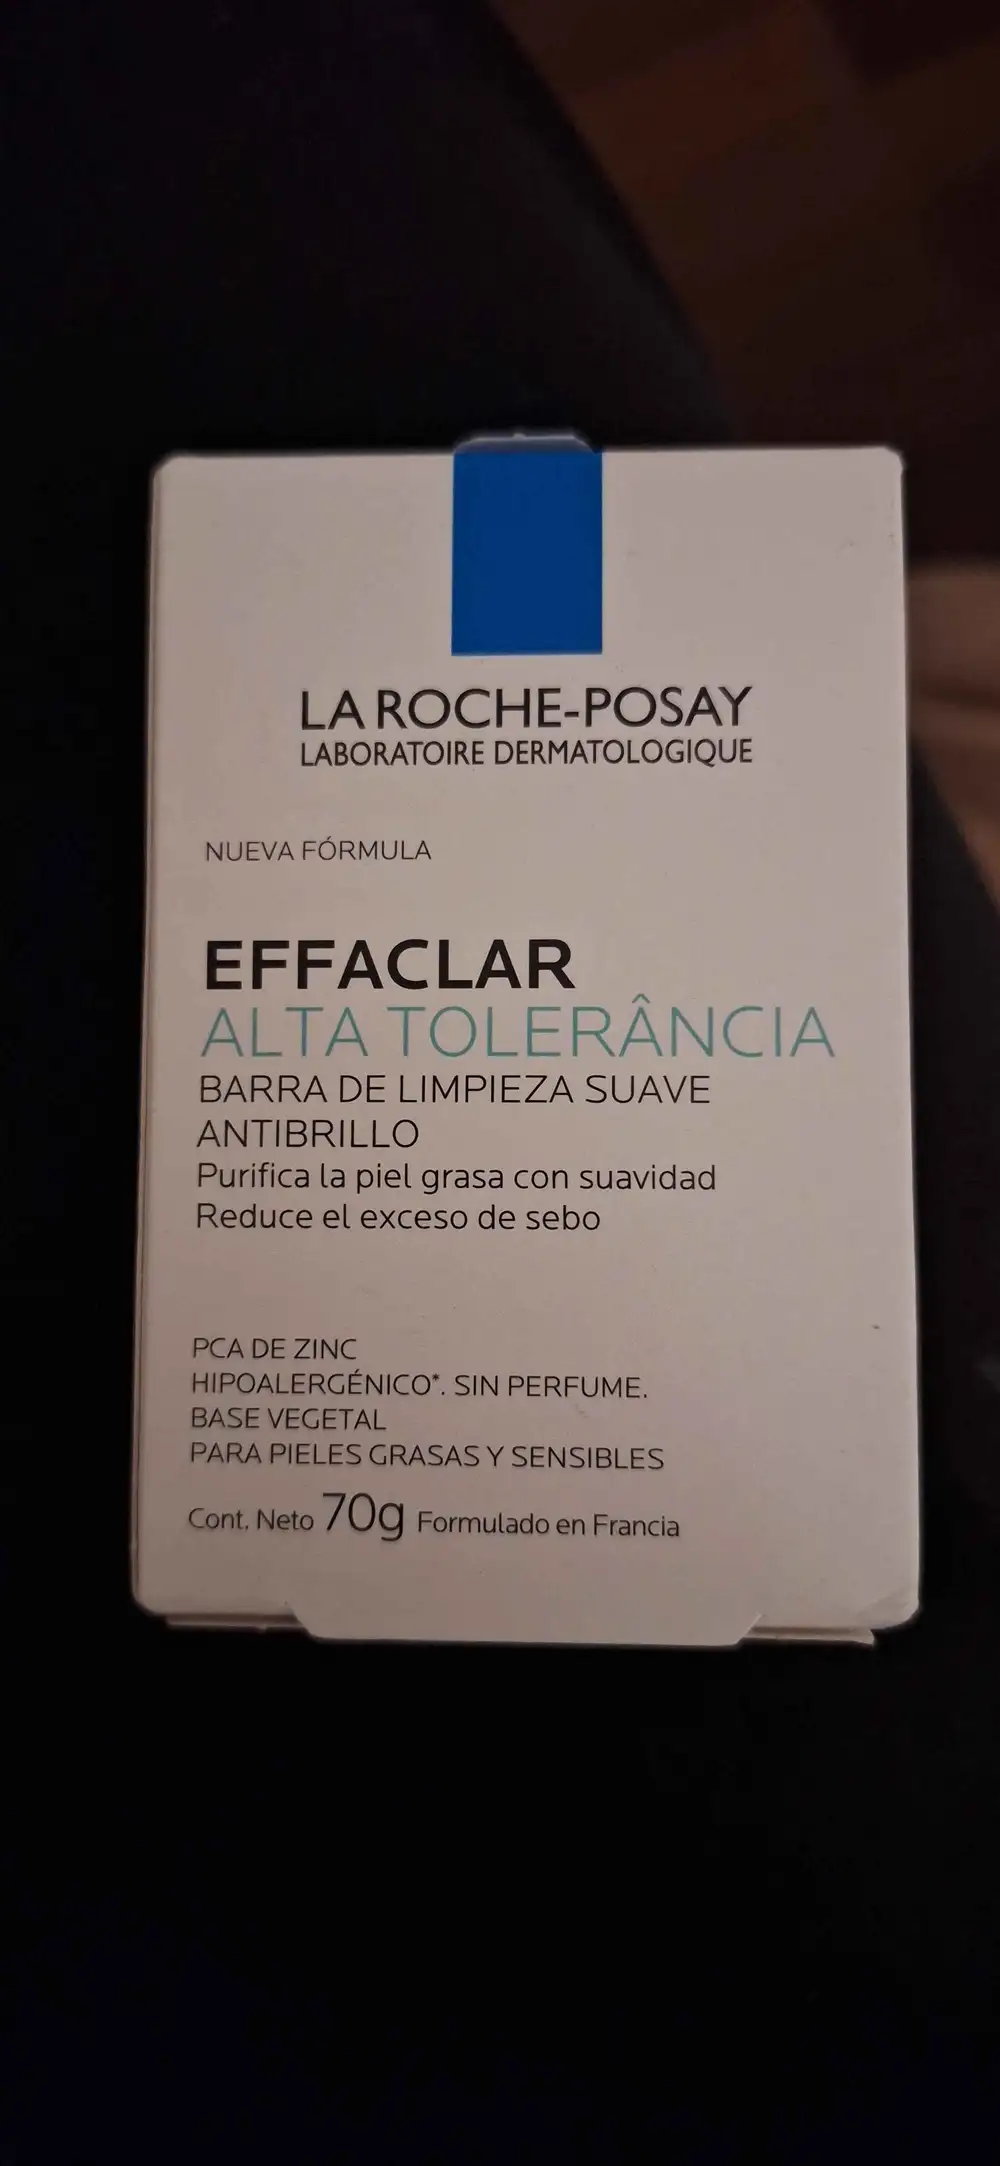 LA ROCHE-POSAY
LABORATOIRE DERMATOLOGIQUE
NUEVA FÓRMULA
EFFACLAR
ALTA TOLERÂNCIA
BARRA DE LIMPIEZA SUAVE
ANTIBRILLO
Purifica la piel grasa con suavidad
Reduce el exceso de sebo
PCA DE ZINC
HIPOALERGÉNICO*. SIN PERFUME.
BASE VEGETAL
PARA PIELES GRASAS Y SENSIBLES
Cont. Neto 70g Formulado en Francia